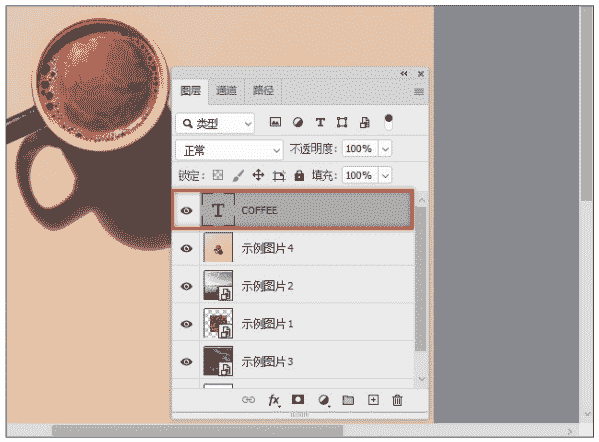 图层 通道 路径
类型
正常 不透明度: 100%
锁定: 填充: 100%
T COFFEE
示例图片4
示例图片2
示例图片1
示例图片3
fx